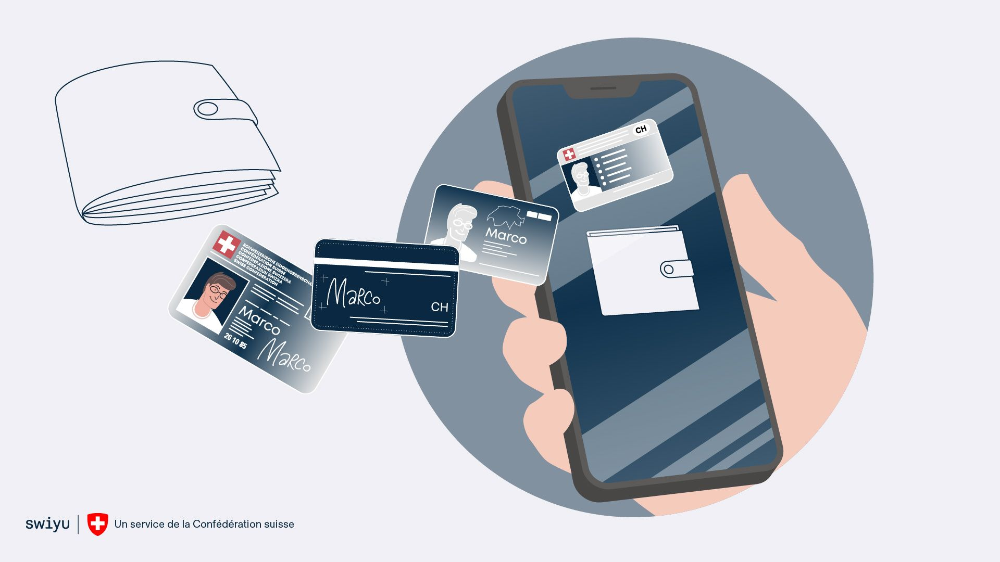 CH
SCHWEIZERISCHE EIDGENOSSENSCHA
CONFÉDÉRATION SUISSE
CONFEDERAZIONE SVIZZERA
CONFEDERAZIUN SVIZRA
SWISS CONFEDERATION
Marco
26 10 85
Marco
Marco
CH
Marco
swiyu
Un service de la Confédération suisse